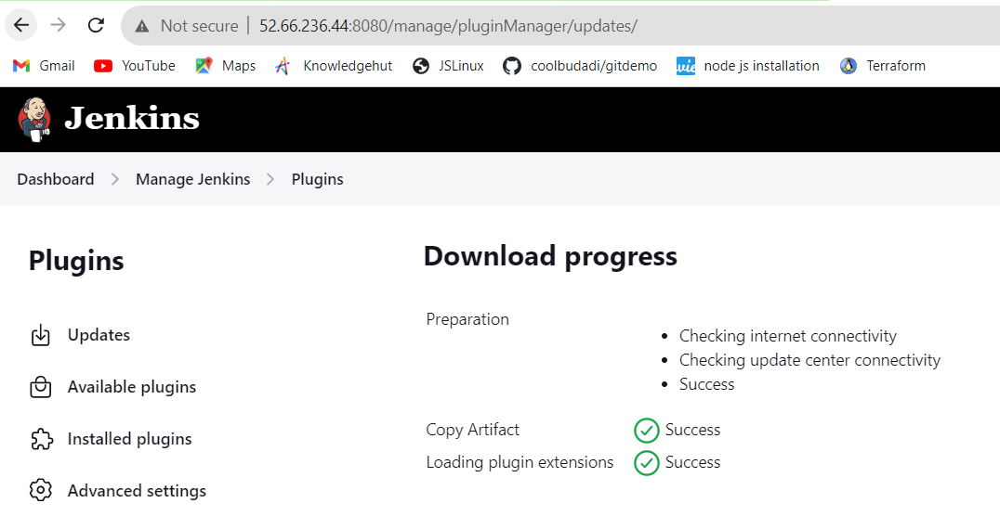 Not secure | 52.66.236.44:8080/manage/pluginManager/updates/
Gmail YouTube Maps Knowledgehut JSLinux coolbudadi/gitdemo vie node js installation Terraform
Jenkins
Dashboard > Manage Jenkins > Plugins
Plugins
Updates
Available plugins
Installed plugins
Advanced settings
Download progress
Preparation
• Checking internet connectivity
• Checking update center connectivity
• Success
Copy Artifact Success
Loading plugin extensions Success